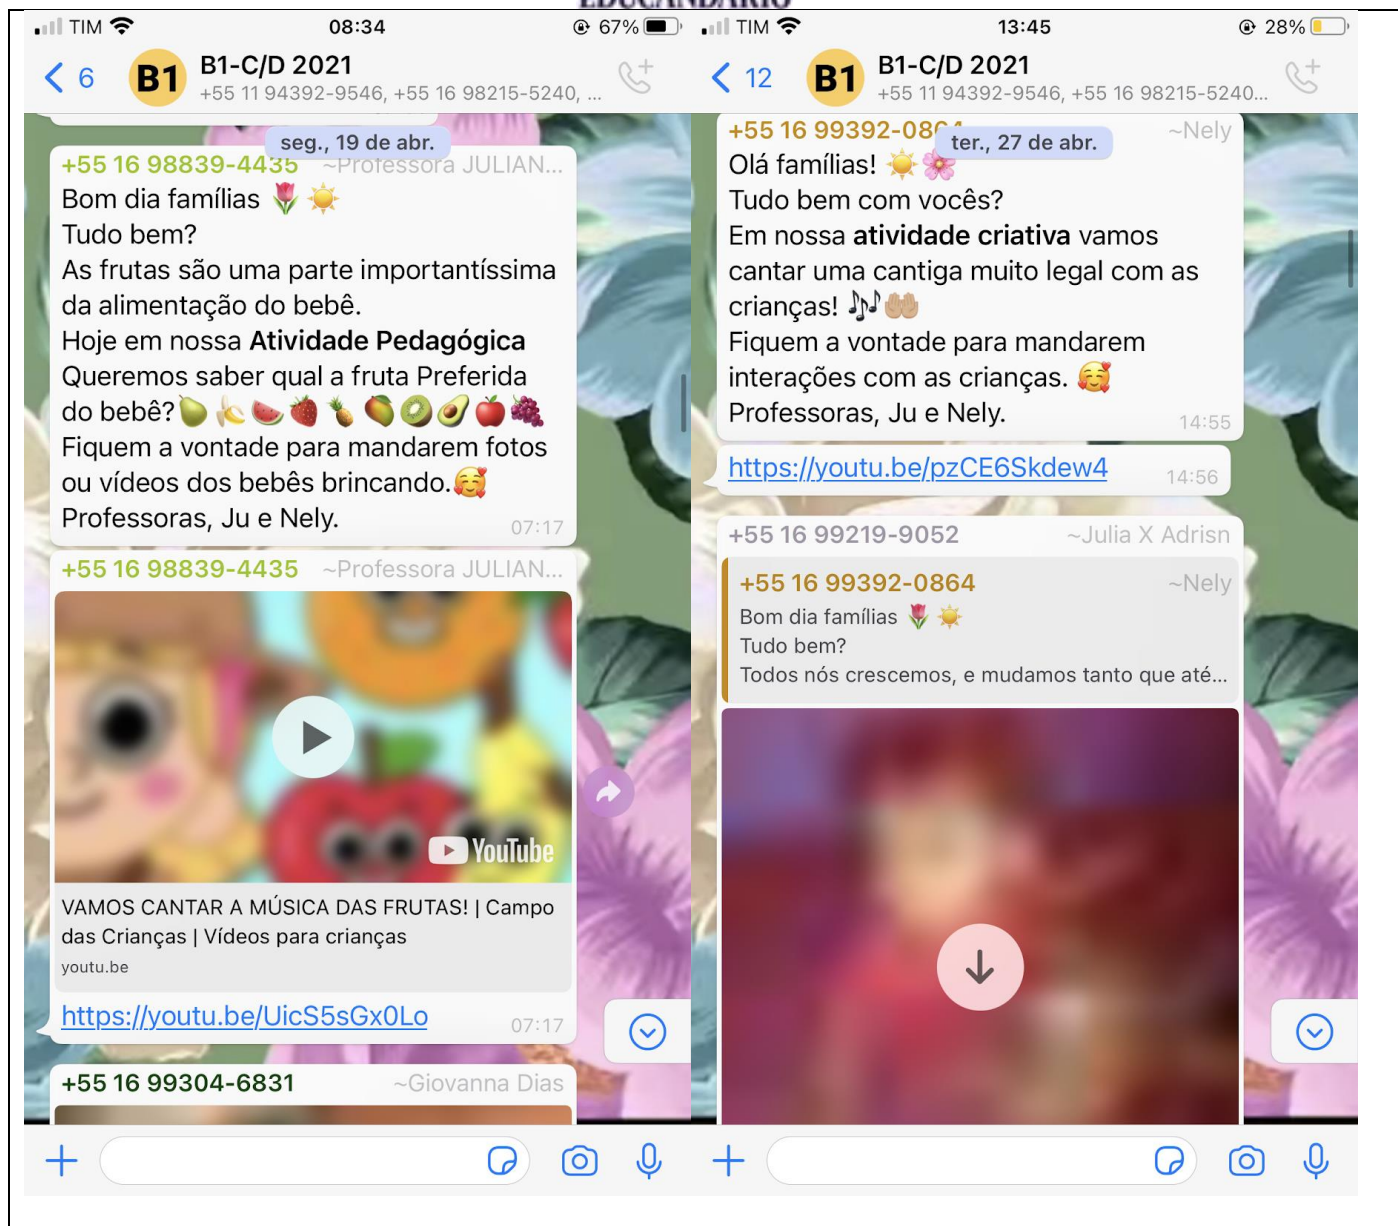 EDUCANDÁRIO
TIM
08:34
67%
6
B1
B1-C/D 2021
+55 11 94392-9546, +55 16 98215-5240, ...
seg., 19 de abr.
+55 16 98839-4435 ~Professora JULIAN...
Bom dia famílias 🌷 ☀️
Tudo bem?
As frutas são uma parte importantíssima
da alimentação do bebê.
Hoje em nossa Atividade Pedagógica
Queremos saber qual a fruta Preferida
do bebê?🍐 🍌 🍉 🍓 🍍 🥭 🥝 🥑 🍎 🍇
Fiquem a vontade para mandarem fotos
ou vídeos dos bebês brincando.🥰
Professoras, Ju e Nely.
07:17
+55 16 98839-4435 ~Professora JULIAN...
YouTube
VAMOS CANTAR A MÚSICA DAS FRUTAS! | Campo
das Crianças | Vídeos para crianças
youtu.be
https://youtu.be/UicS5sGx0Lo
07:17
+55 16 99304-6831 ~Giovanna Dias
TIM
13:45
28%
12
B1
B1-C/D 2021
+55 11 94392-9546, +55 16 98215-5240...
ter., 27 de abr.
+55 16 99392-0864 ~Nely
Olá famílias! ☀️ 🌸
Tudo bem com vocês?
Em nossa atividade criativa vamos
cantar uma cantiga muito legal com as
crianças! 🎶🤲🏼
Fiquem a vontade para mandarem
interações com as crianças. 🥰
Professoras, Ju e Nely.
14:55
https://youtu.be/pzCE6Skdew4
14:56
+55 16 99219-9052 ~Julia X Adrisn
+55 16 99392-0864 ~Nely
Bom dia famílias 🌷 ☀️
Tudo bem?
Todos nós crescemos, e mudamos tanto que até...